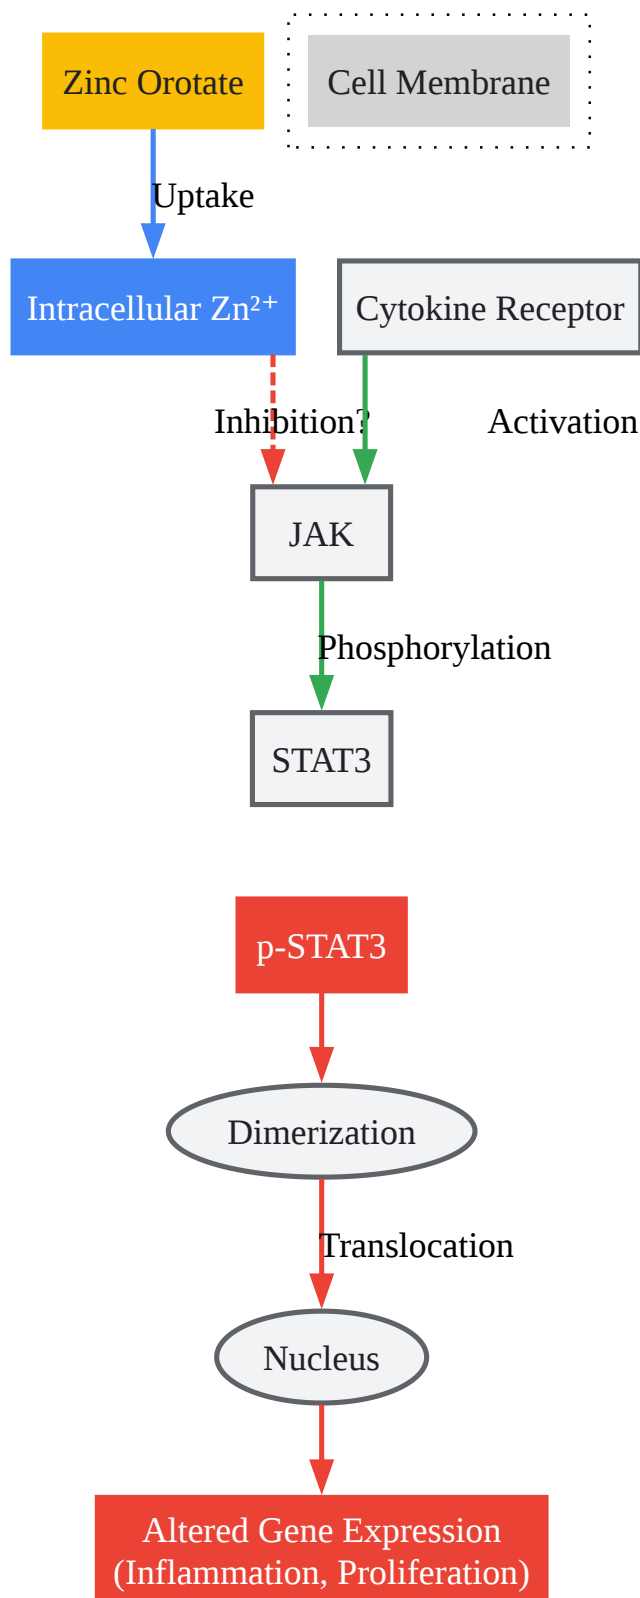 Zinc Orotate
Cell Membrane
Uptake
Intracellular Zn²⁺
Cytokine Receptor
Inhibition?
Activation
JAK
Phosphorylation
STAT3
p-STAT3
Dimerization
Translocation
Nucleus
Altered Gene Expression
(Inflammation, Proliferation)